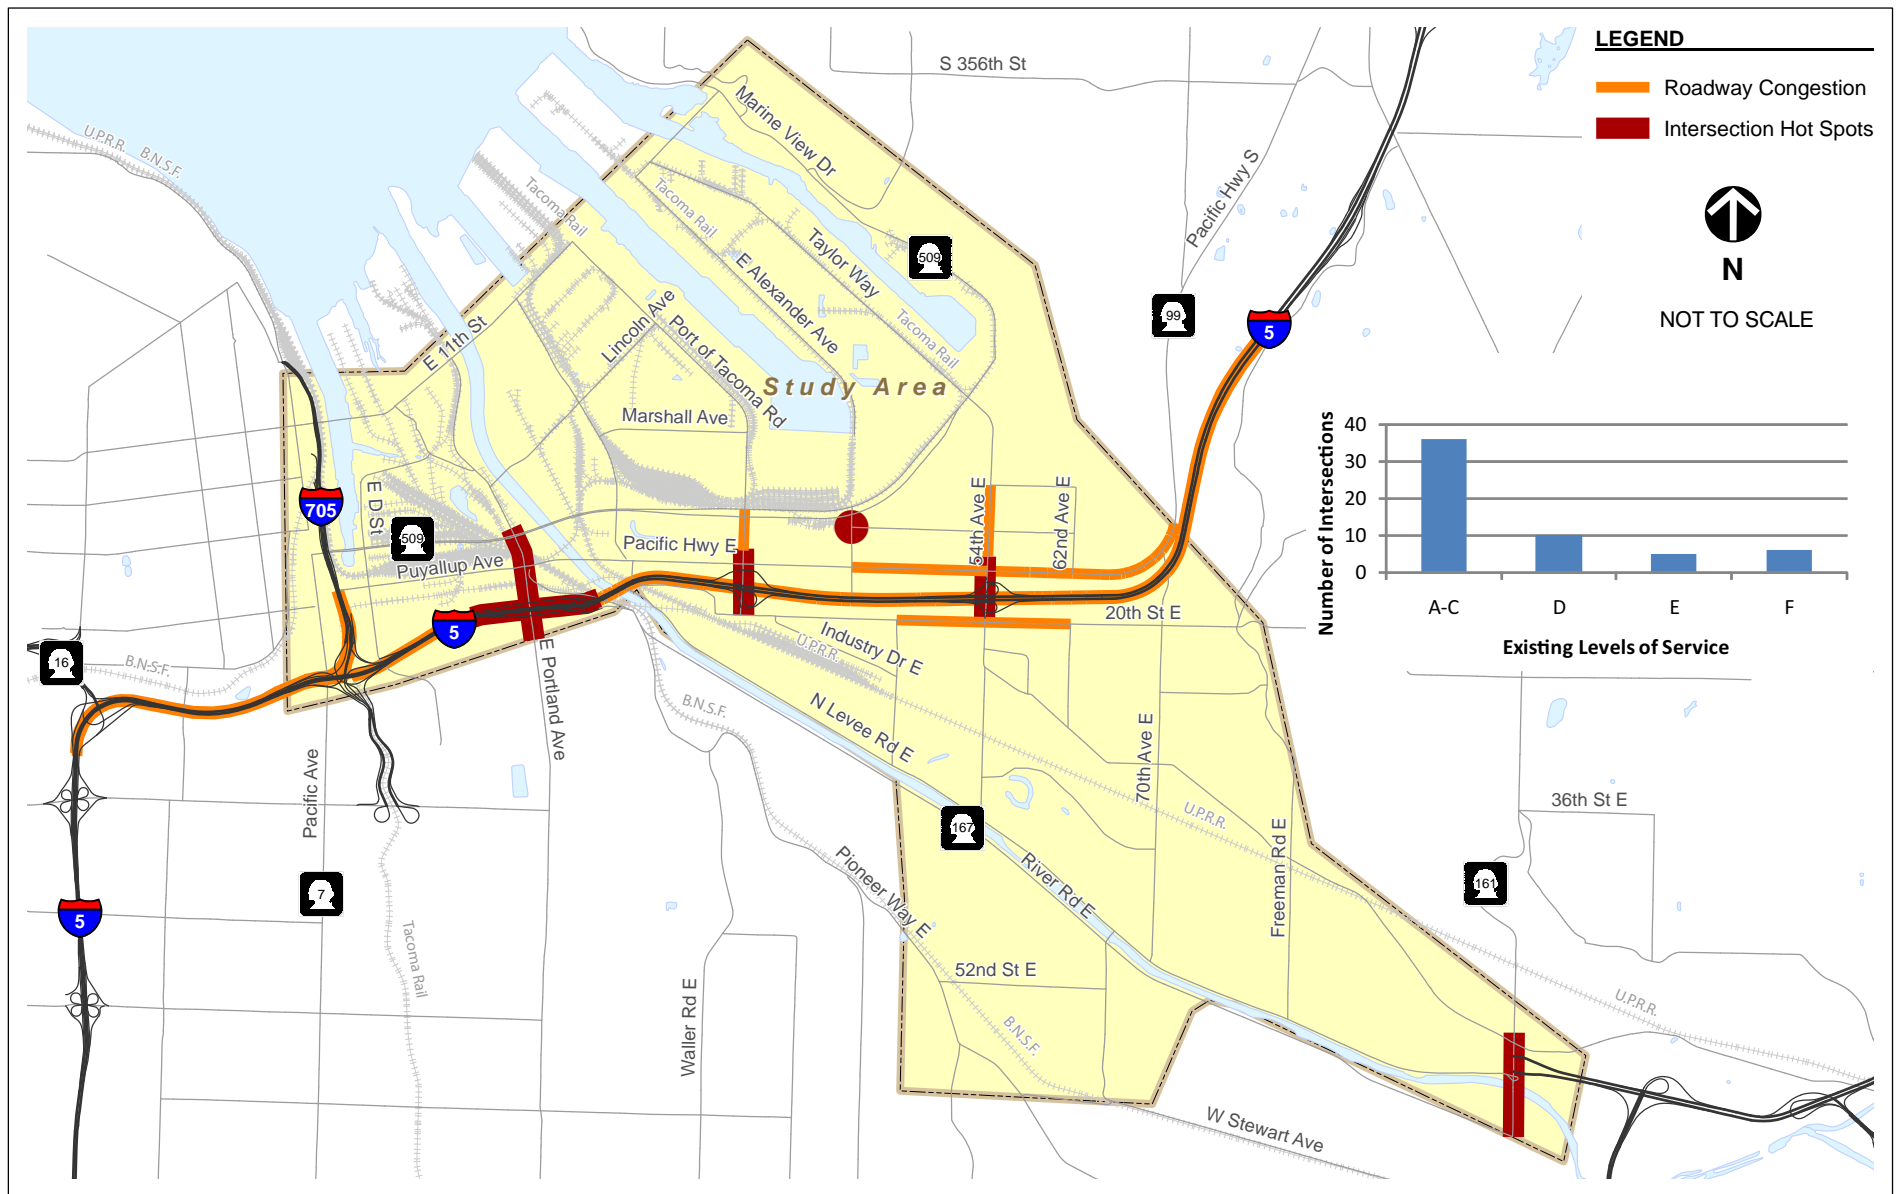 LEGEND
Roadway Congestion
Intersection Hot Spots
N
NOT TO SCALE
S 356th St
Marine View Dr
Pacific Hwy S
U.P.R.R.
B.N.S.F.
Tacoma Rail
Tacoma Rail
Taylor Way
509
E Alexander Ave
Tacoma Rail
99
5
E 11th St
Lincoln Ave
Port of Tacoma Rd
Study Area
Marshall Ave
705
E D St
509
Puyallup Ave
Pacific Hwy E
54th Ave E
62nd Ave E
20th St E
5
16
B.N.S.F.
E Portland Ave
Industry Dr E
U.P.R.R.
B.N.S.F.
N Levee Rd E
70th Ave E
Pacific Ave
U.P.R.R.
36th St E
167
Freeman Rd E
River Rd E
Pioneer Way E
161
7
5
Tacoma Rail
52nd St E
Waller Rd E
B.N.S.F.
U.P.R.R.
W Stewart Ave
Number of Intersections
40
30
20
10
0
A-C D E F
Existing Levels of Service